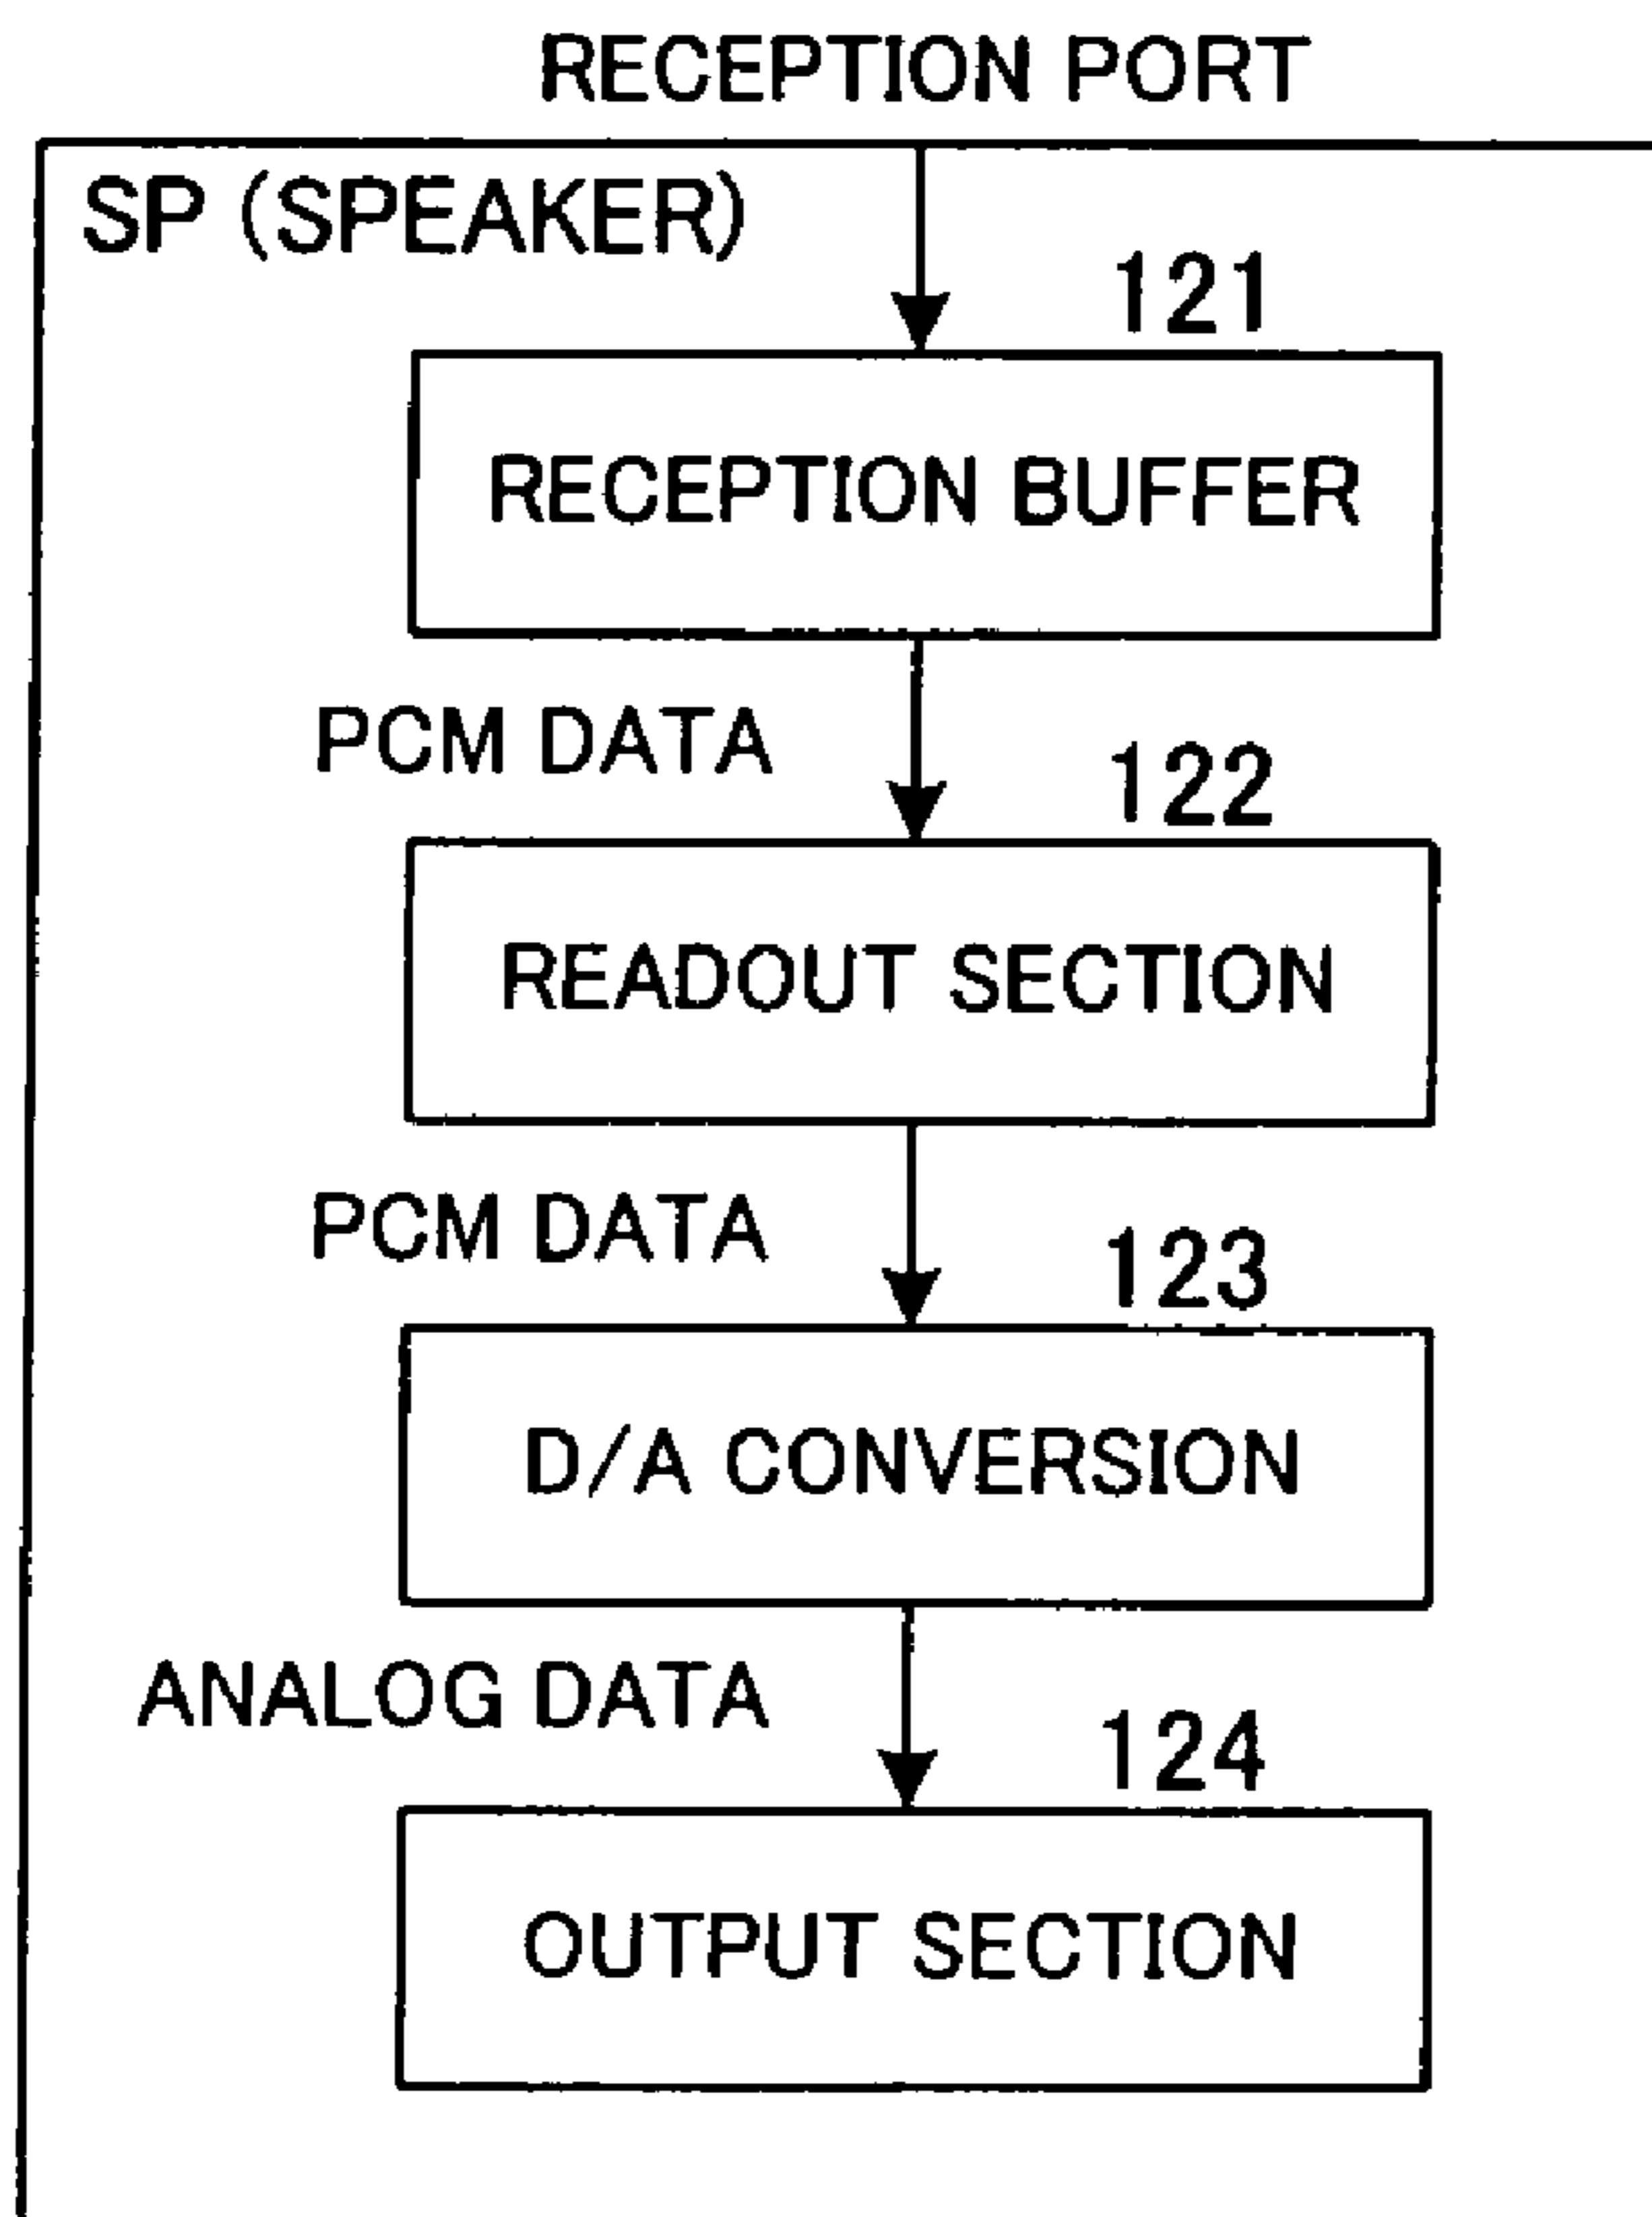 RECEPTION PORT
SP (SPEAKER)
121
RECEPTION BUFFER
PCM DATA
122
READOUT SECTION
PCM DATA
123
D/A CONVERSION
ANALOG DATA
124
OUTPUT SECTION